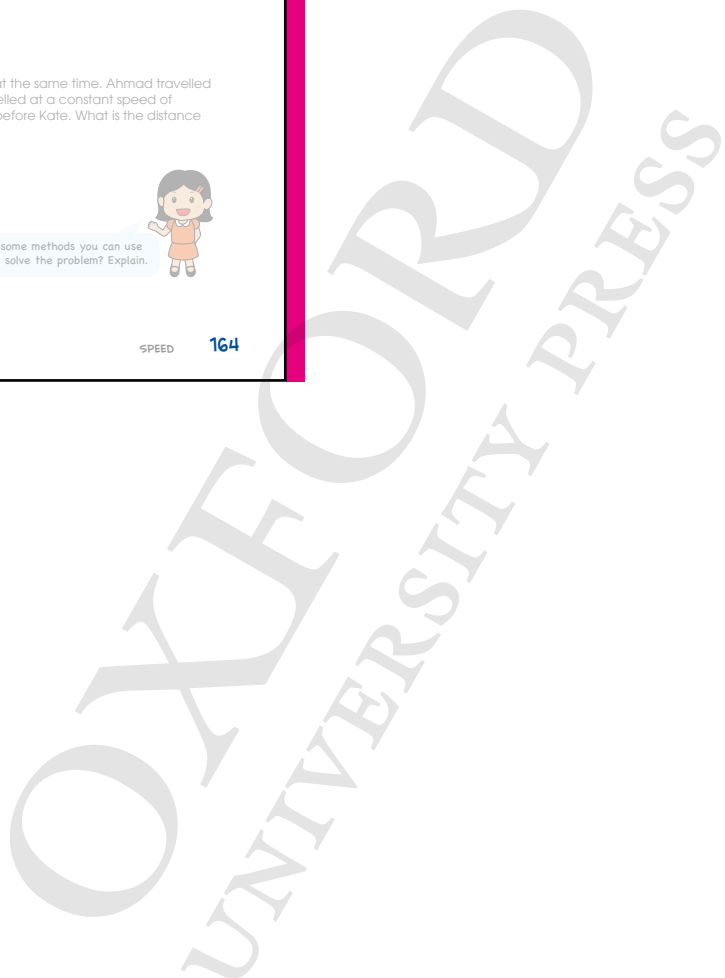 t the same time. Ahmad travelled
elled at a constant speed of
before Kate. What is the distance
some methods you can use
solve the problem? Explain.
SPEED 164
OXFORD
UNIVERSITY PRESS